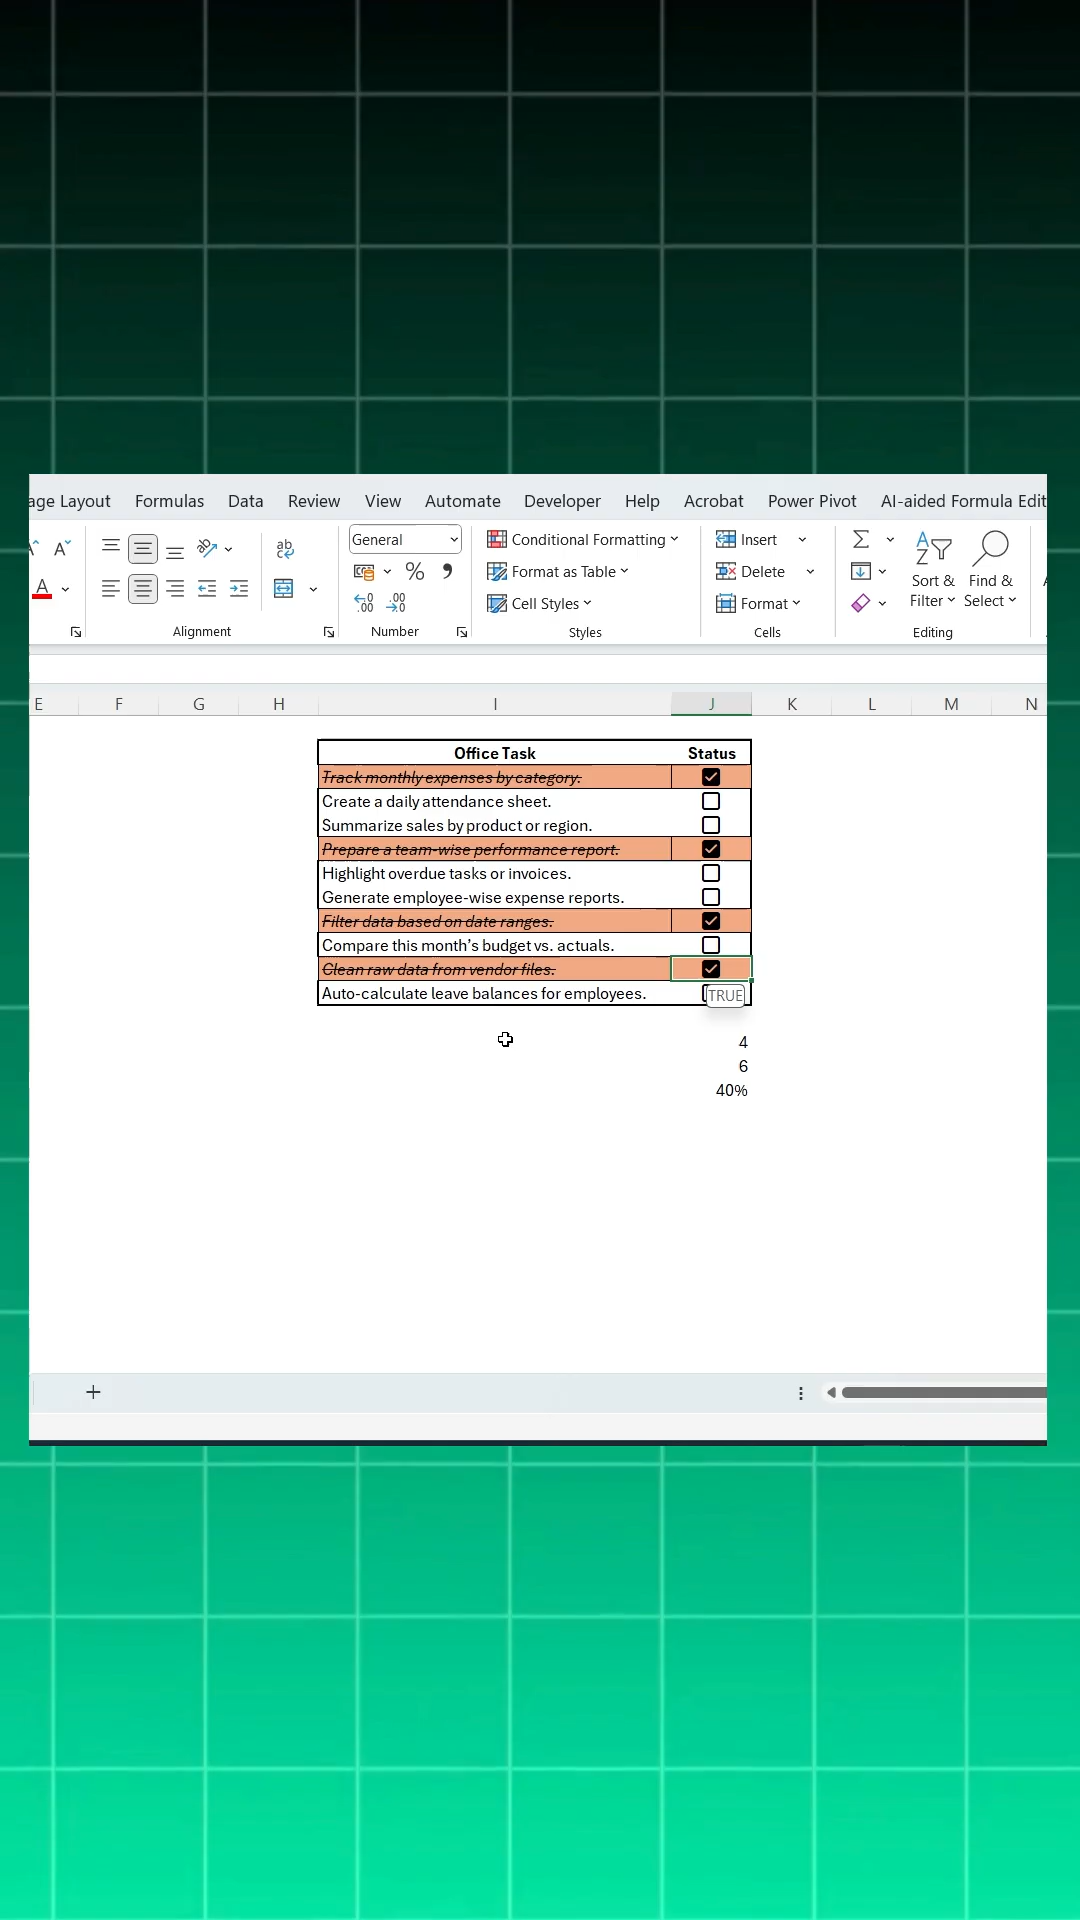 age Layout Formulas Data Review View Automate Developer Help Acrobat Power Pivot AI-aided Formula Edit
General Conditional Formatting Insert
Format as Table Delete Sort & Find &
Cell Styles Format Filter Select
Alignment Number Styles Cells Editing
E F G H I J K L M N
Office Task Status
Track monthly expenses by category.
Create a daily attendance sheet.
Summarize sales by product or region.
Prepare a team-wise performance report.
Highlight overdue tasks or invoices.
Generate employee-wise expense reports.
Filter data based on date ranges.
Compare this month’s budget vs. actuals.
Clean raw data from vendor files.
Auto-calculate leave balances for employees. TRUE
4
6
40%